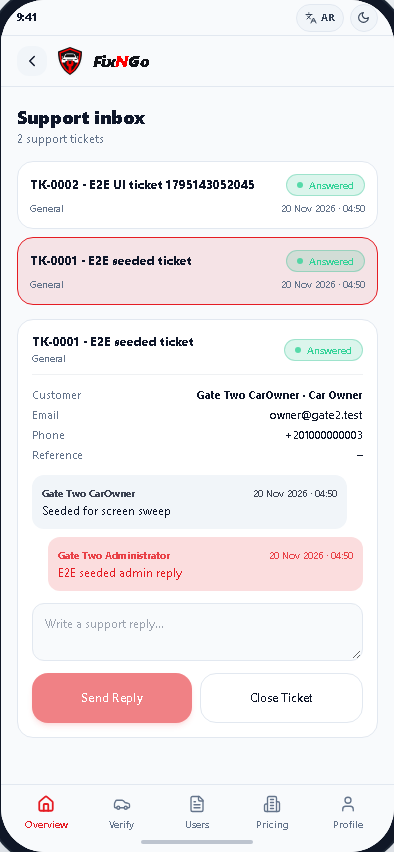 9:41
AR
FixNGo
Support inbox
2 support tickets
TK-0002 - E2E UI ticket 1795143052045
Answered
General
20 Nov 2026 · 04:50
TK-0001 - E2E seeded ticket
Answered
General
20 Nov 2026 · 04:50
TK-0001 - E2E seeded ticket
General
Answered
Customer
Gate Two CarOwner · Car Owner
Email
owner@gate2.test
Phone
+201000000003
Reference
—
Gate Two CarOwner
20 Nov 2026 · 04:50
Seeded for screen sweep
Gate Two Administrator
20 Nov 2026 · 04:50
E2E seeded admin reply
Write a support reply...
Send Reply
Close Ticket
Overview
Verify
Users
Pricing
Profile